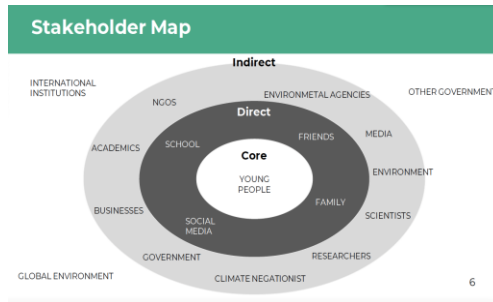 Stakeholder Map
Indirect
INTERNATIONAL
INSTITUTIONS
NGOS
ENVIRONMETAL AGENCIES
OTHER GOVERNMENT
Direct
SCHOOL
FRIENDS
MEDIA
ACADEMICS
Core
YOUNG
PEOPLE
ENVIRONMENT
BUSINESSES
FAMILY
SOCIAL
MEDIA
SCIENTISTS
GOVERNMENT
RESEARCHERS
GLOBAL ENVIRONMENT
CLIMATE NEGATIONIST
6